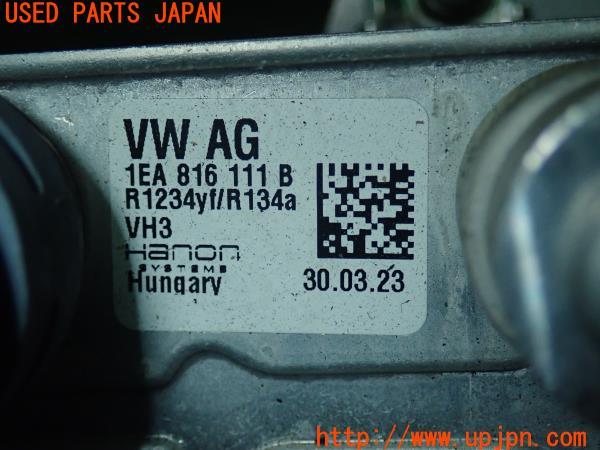 USED PARTS JAPAN
VW AG
1EA 816 111 B
R1234yf/R134a
VH3
Hanon
SYSTEMS
Hungary
30.03.23
http://www.upjpn.com